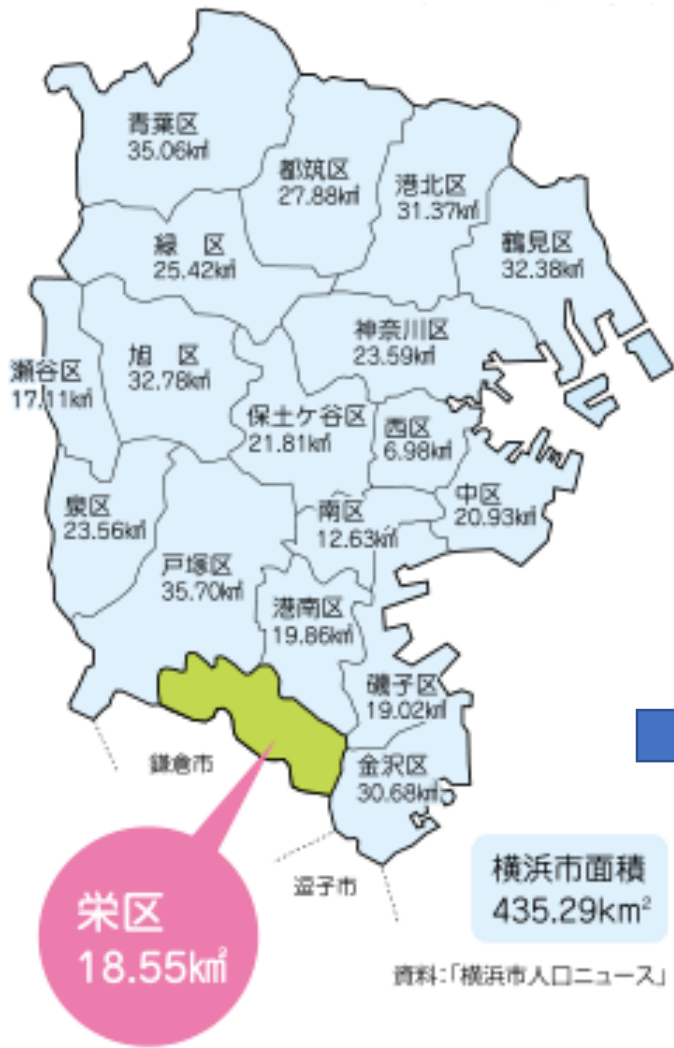 青葉区
35.06k㎡
都筑区
27.88k㎡
港北区
31.37k㎡
鶴見区
32.38k㎡
緑 区
25.42k㎡
神奈川区
23.59k㎡
旭 区
32.78k㎡
瀬谷区
17.11k㎡
保土ケ谷区
21.81k㎡
西区
6.98k㎡
中区
20.93k㎡
泉区
23.56k㎡
南区
12.63k㎡
戸塚区
35.70k㎡
港南区
19.86k㎡
磯子区
19.02k㎡
鎌倉市
金沢区
30.68k㎡
逗子市
栄区
18.55k㎡
横浜市面積
435.29km²
資料:「横浜市人口ニュース」